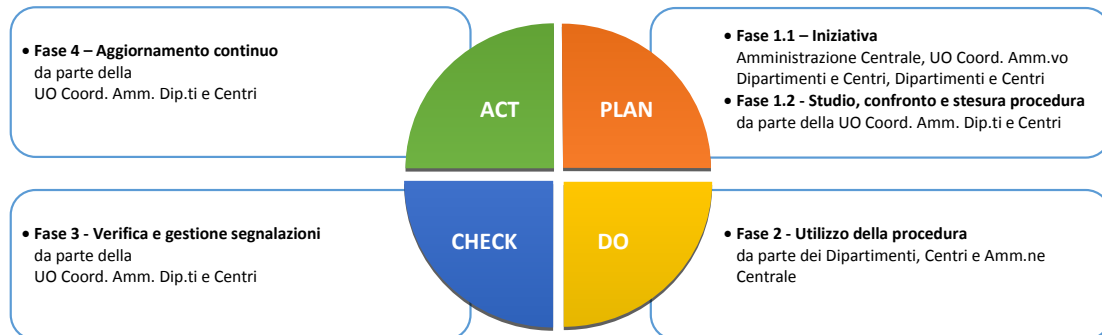 • Fase 4 – Aggiornamento continuo
da parte della
UO Coord. Amm. Dip.ti e Centri
ACT
PLAN
• Fase 1.1 – Iniziativa
Amministrazione Centrale, UO Coord. Amm.vo
Dipartimenti e Centri, Dipartimenti e Centri
• Fase 1.2 - Studio, confronto e stesura procedura
da parte della UO Coord. Amm. Dip.ti e Centri
• Fase 3 - Verifica e gestione segnalazioni
da parte della
UO Coord. Amm. Dip.ti e Centri
CHECK
DO
• Fase 2 - Utilizzo della procedura
da parte dei Dipartimenti, Centri e Amm.ne
Centrale